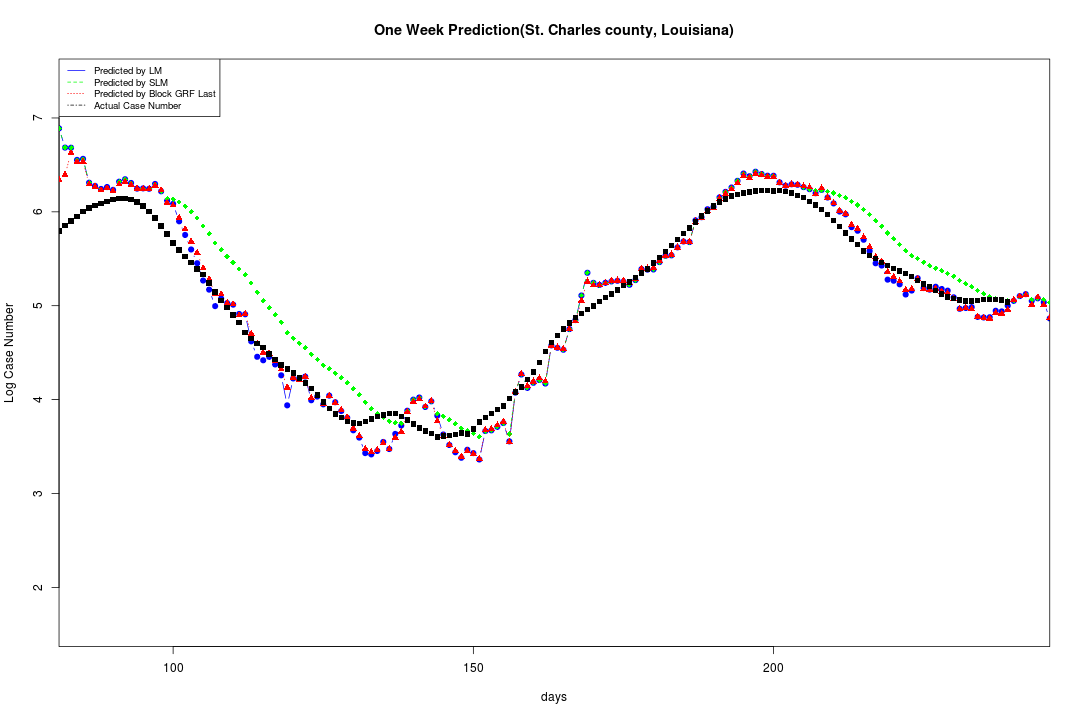 One Week Prediction(St. Charles county, Louisiana)
Predicted by LM
Predicted by SLM
Predicted by Block GRF Last
Actual Case Number
7
6
5
4
3
2
Log Case Number
100 150 200
days